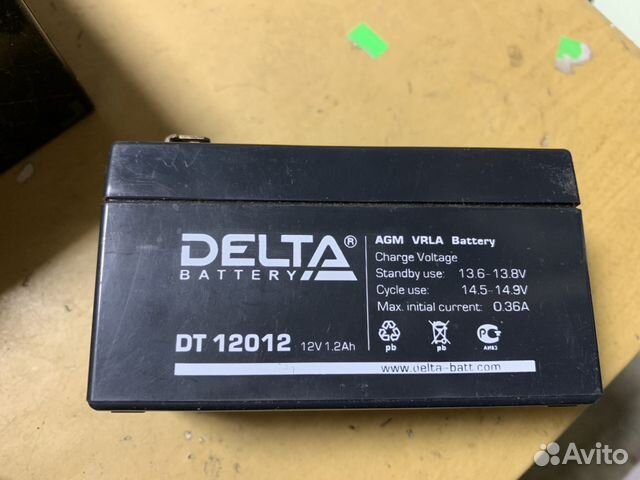 DELTA®
BATTERY
DT 12012 12V 1.2Ah
AGM VRLA Battery
Charge Voltage
Standby use: 13.6-13.8V
Cycle use: 14.5-14.9V
Max. initial current: 0.36A
pb pb АИ83
www.delta-batt.com
Avito